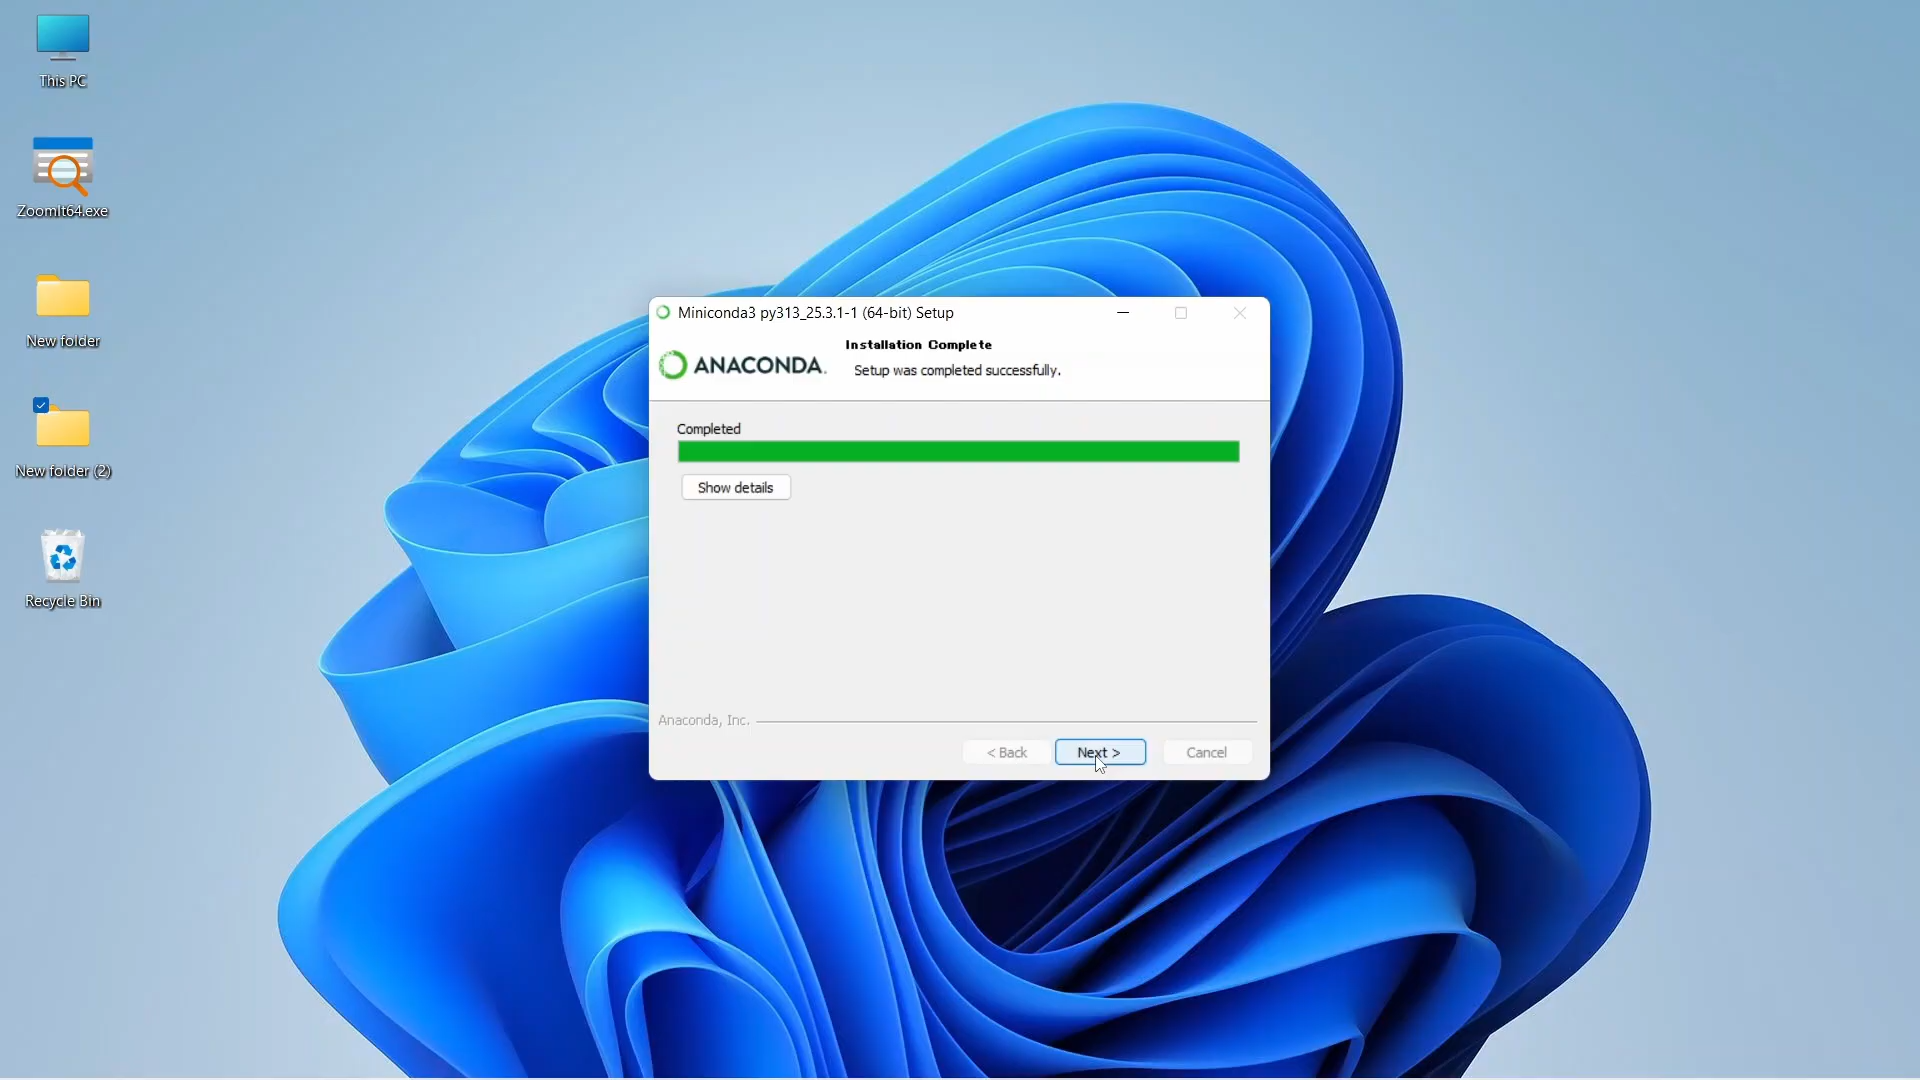 This PC
ZoomIt64.exe
New folder
New folder (2)
Recycle Bin
Miniconda3 py313_25.3.1-1 (64-bit) Setup
ANACONDA.
Installation Complete
Setup was completed successfully.
Completed
Show details
Anaconda, Inc.
< Back
Next >
Cancel